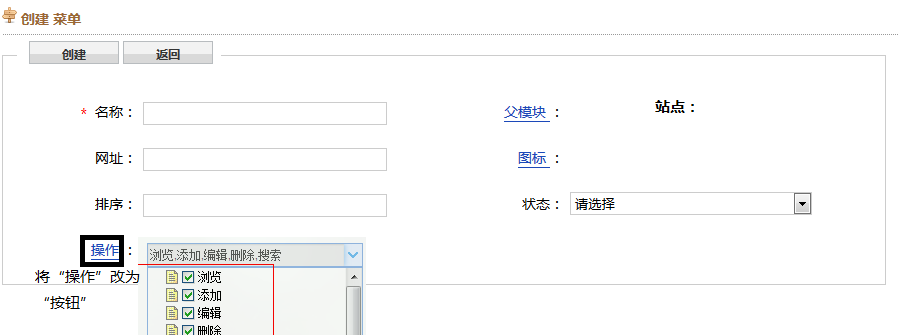 创建 菜单
创建 返回
* 名称： 父模块 ： 站点：
网址： 图标 ：
排序： 状态： 请选择
操作 ： 浏览,添加,编辑,删除,搜索
将“操作”改为 浏览
“按钮” 添加
编辑
删除